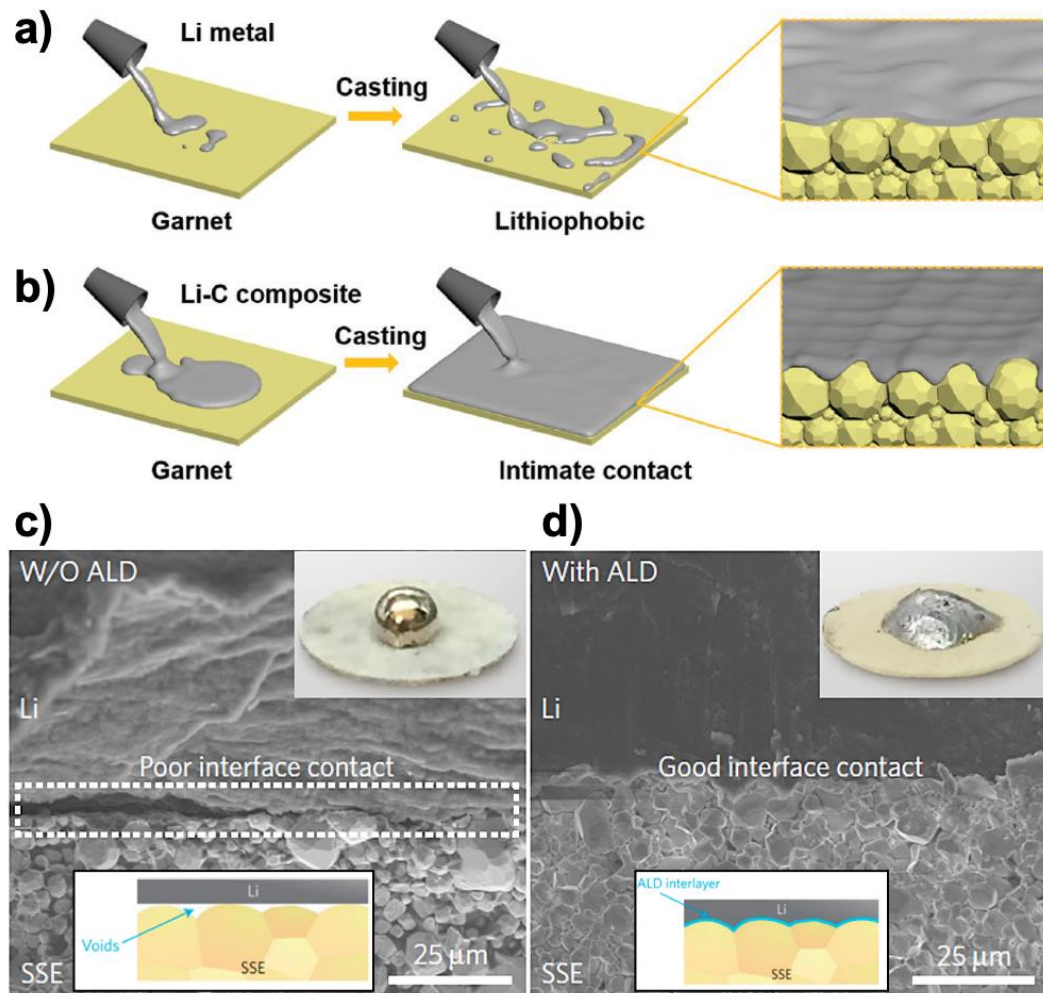 a)
Li metal
Casting
Garnet
Lithiophobic
b)
Li-C composite
Casting
Garnet
Intimate contact
c)
W/O ALD
Li
Poor interface contact
Li
Voids
SSE
SSE
25 μm
d)
With ALD
Li
Good interface contact
ALD interlayer
Li
SSE
SSE
25 μm